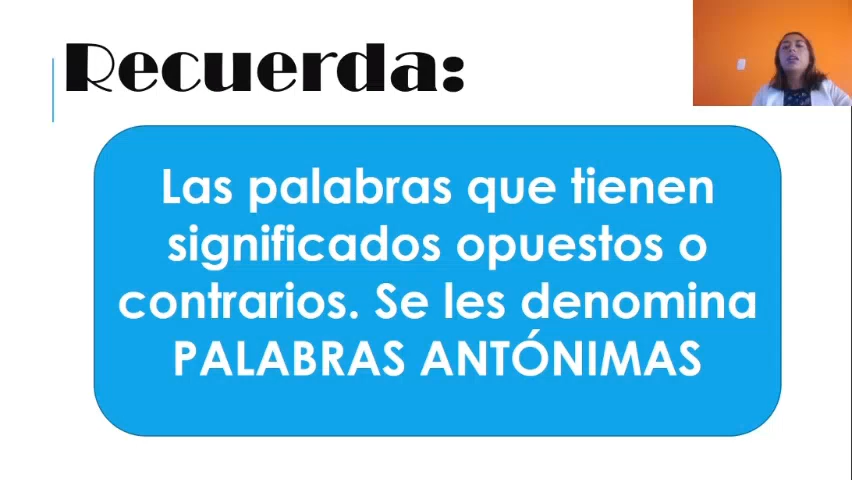 Recuerda:
Las palabras que tienen
significados opuestos o
contrarios. Se les denomina
PALABRAS ANTÓNIMAS